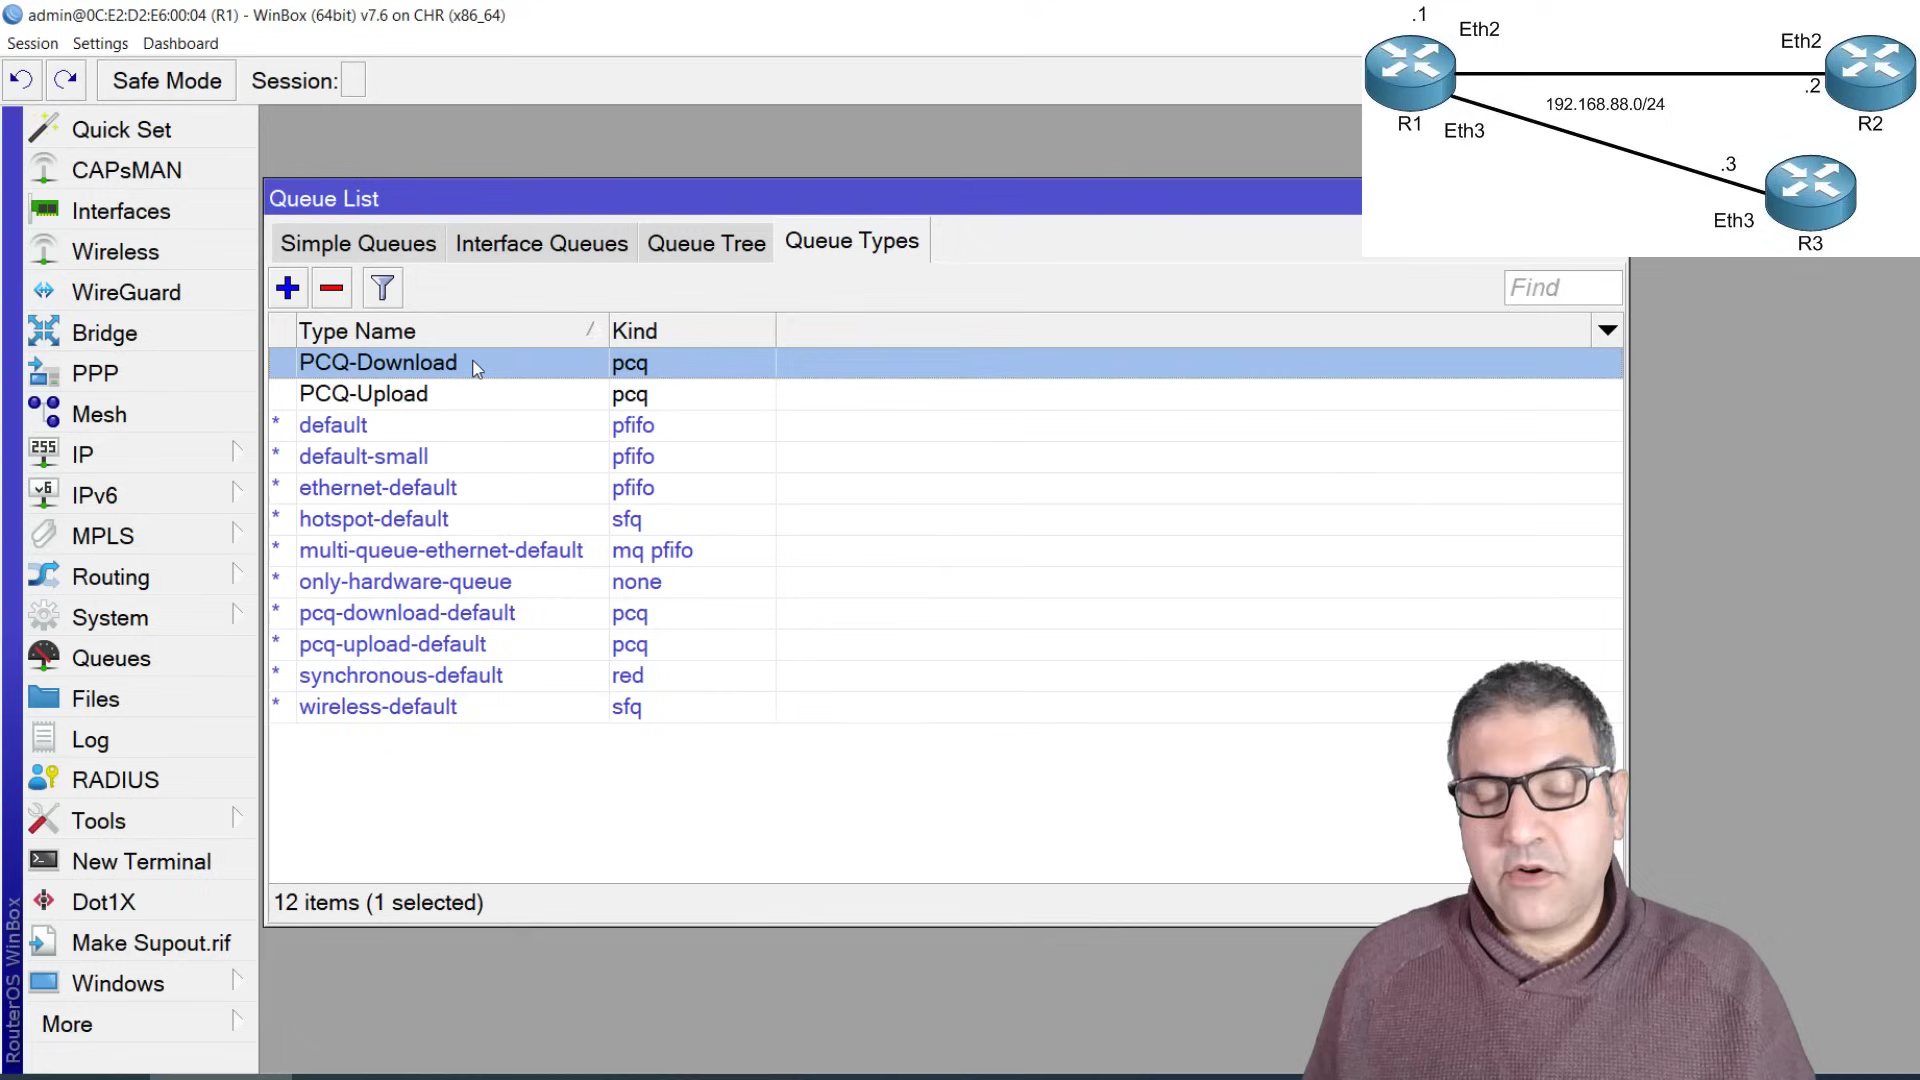 admin@0C:E2:D2:E6:00:04 (R1) - WinBox (64bit) v7.6 on CHR (x86_64)
Session Settings Dashboard
Safe Mode Session:
Quick Set
CAPsMAN
Interfaces
Wireless
WireGuard
Bridge
PPP
Mesh
255 IP
v6 IPv6
MPLS
Routing
System
Queues
Files
Log
RADIUS
Tools
New Terminal
Dot1X
Make Supout.rif
Windows
More
RouterOS WinBox
Queue List
Simple Queues Interface Queues Queue Tree Queue Types
Find
Type Name / Kind
PCQ-Download pcq
PCQ-Upload pcq
* default pfifo
* default-small pfifo
* ethernet-default pfifo
* hotspot-default sfq
* multi-queue-ethernet-default mq pfifo
* only-hardware-queue none
* pcq-download-default pcq
* pcq-upload-default pcq
* synchronous-default red
* wireless-default sfq
12 items (1 selected)
.1
Eth2
Eth2
.2
192.168.88.0/24
R1
Eth3
R2
.3
Eth3
R3